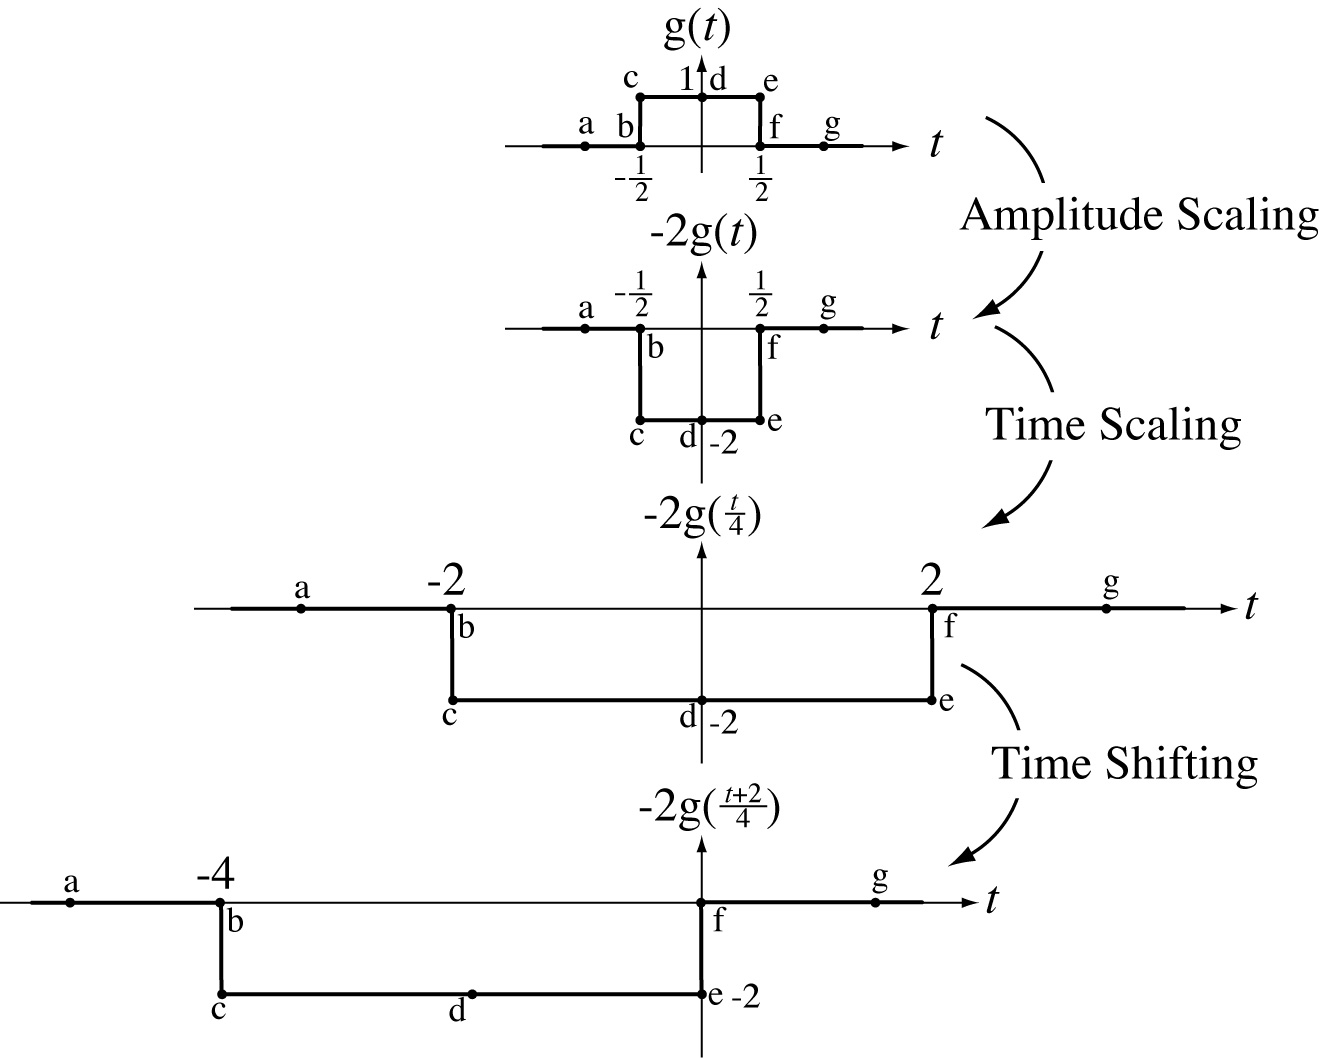 g(t)
c 1 d e
a b f g t
-1/2 1/2
Amplitude Scaling
-2g(t)
-1/2 1/2
a g t
b f
c d -2 e
Time Scaling
-2g(t/4)
a -2 2 g t
b f
c d -2 e
Time Shifting
-2g(t+2/4)
a -4 g t
b f
c d e -2